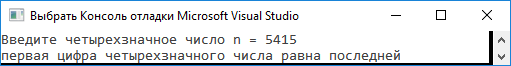 Выбрать Консоль отладки Microsoft Visual Studio
Введите четырехзначное число n = 5415
первая цифра четырехзначного числа равна последней